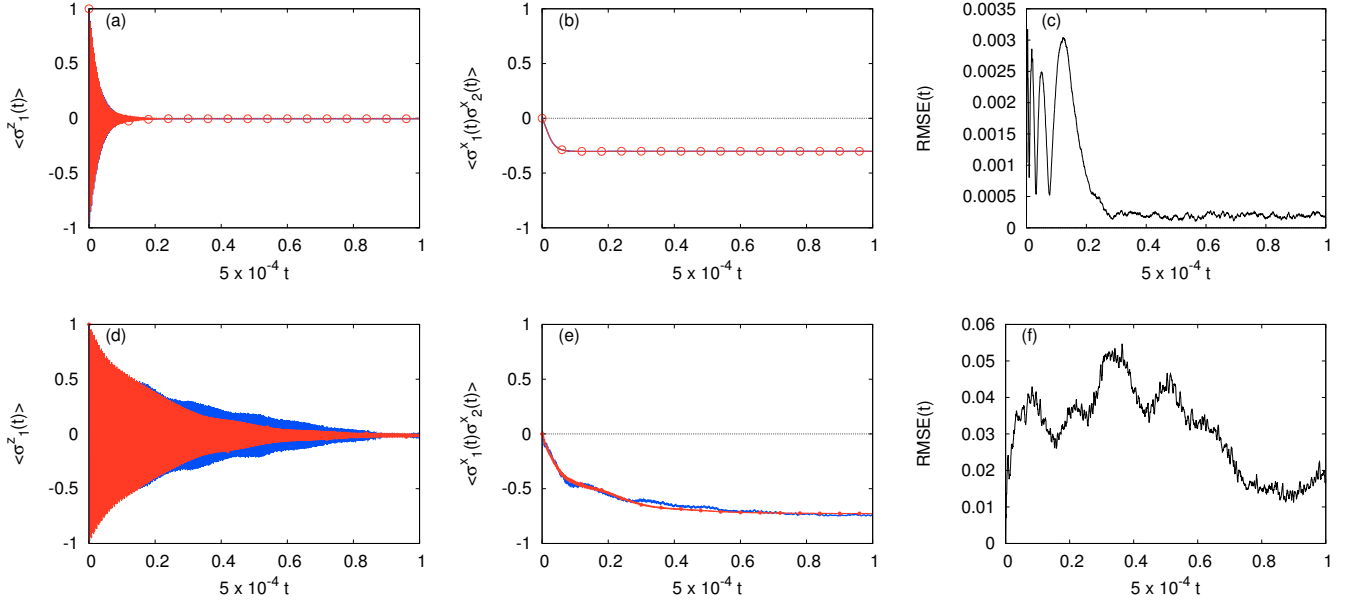 (a)
1
0.5
0
-0.5
-1
<σ^z_1(t)>
0 0.2 0.4 0.6 0.8 1
5 x 10^-4 t
(b)
1
0.5
0
-0.5
-1
<σ^x_1(t)σ^x_2(t)>
0 0.2 0.4 0.6 0.8 1
5 x 10^-4 t
(c)
0.0035
0.003
0.0025
0.002
0.0015
0.001
0.0005
0
RMSE(t)
0 0.2 0.4 0.6 0.8 1
5 x 10^-4 t
(d)
1
0.5
0
-0.5
-1
<σ^z_1(t)>
0 0.2 0.4 0.6 0.8 1
5 x 10^-4 t
(e)
1
0.5
0
-0.5
-1
<σ^x_1(t)σ^x_2(t)>
0 0.2 0.4 0.6 0.8 1
5 x 10^-4 t
(f)
0.06
0.05
0.04
0.03
0.02
0.01
0
RMSE(t)
0 0.2 0.4 0.6 0.8 1
5 x 10^-4 t